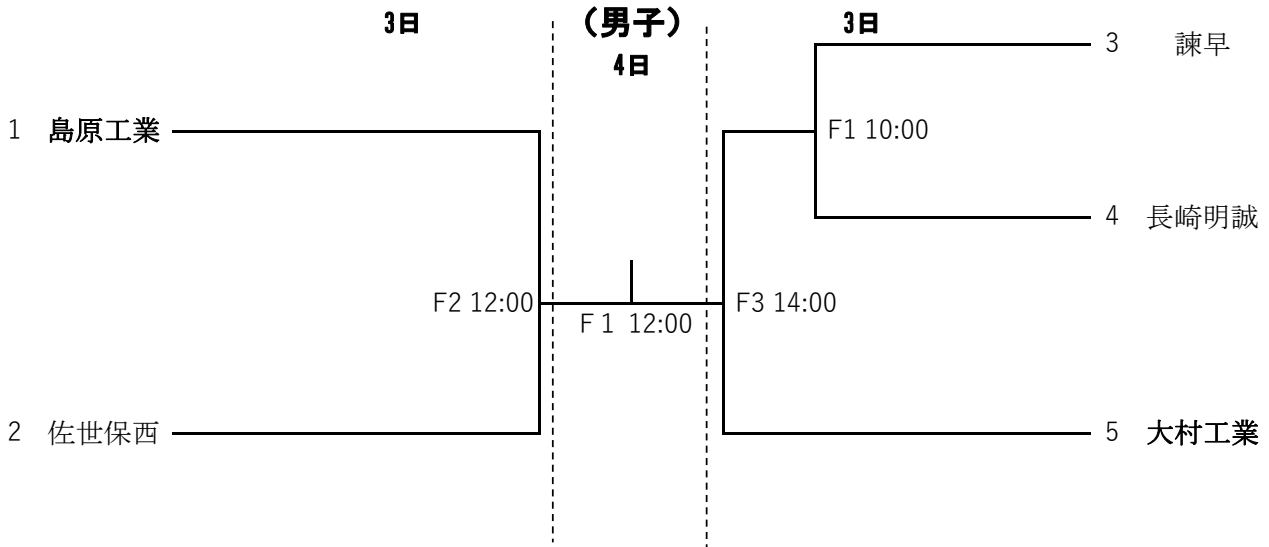 3日 (男子) 3日
4日
3 諫早
1 島原工業
F1 10:00
4 長崎明誠
F2 12:00
F3 14:00
F 1 12:00
2 佐世保西
5 大村工業